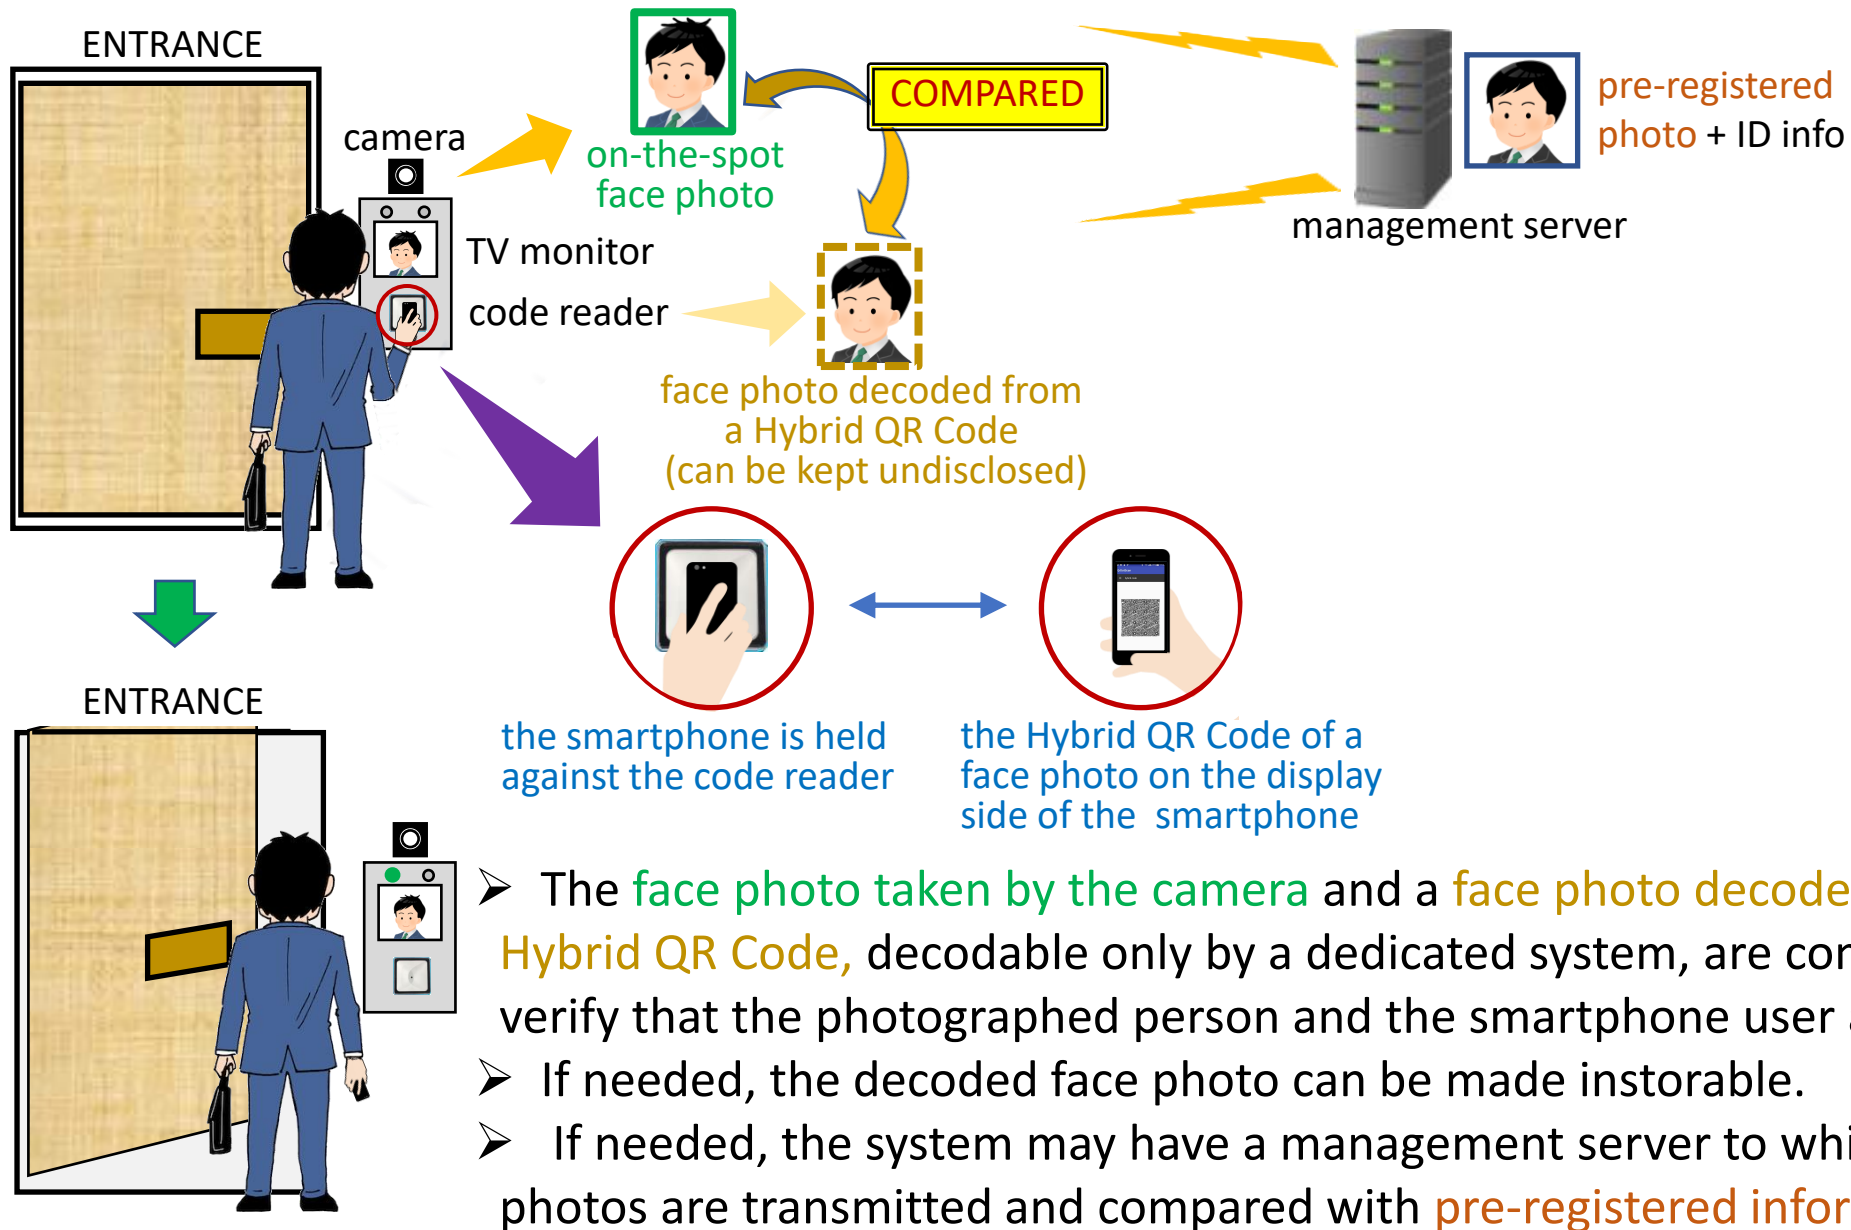 ENTRANCE
camera
TV monitor
code reader
on-the-spot
face photo
COMPARED
pre-registered
photo + ID info
management server
face photo decoded from
a Hybrid QR Code
(can be kept undisclosed)
the smartphone is held
against the code reader
the Hybrid QR Code of a
face photo on the display
side of the smartphone
ENTRANCE
➢ The face photo taken by the camera and a face photo decode
Hybrid QR Code, decodable only by a dedicated system, are con
verify that the photographed person and the smartphone user
➢ If needed, the decoded face photo can be made instorable.
➢ If needed, the system may have a management server to whi
photos are transmitted and compared with pre-registered infor